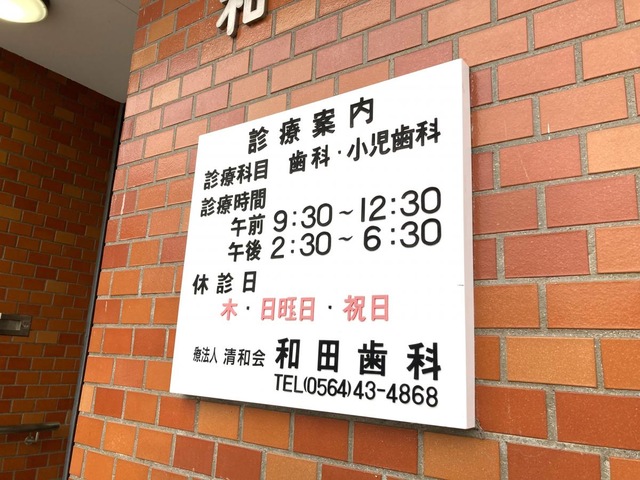 和
診療案内
診療科目 歯科・小児歯科
診療時間
午前 9:30~12:30
午後 2:30~6:30
休診日
木・日旺日・祝日
療法人 清和会 和田歯科
TEL(0564)43-4868